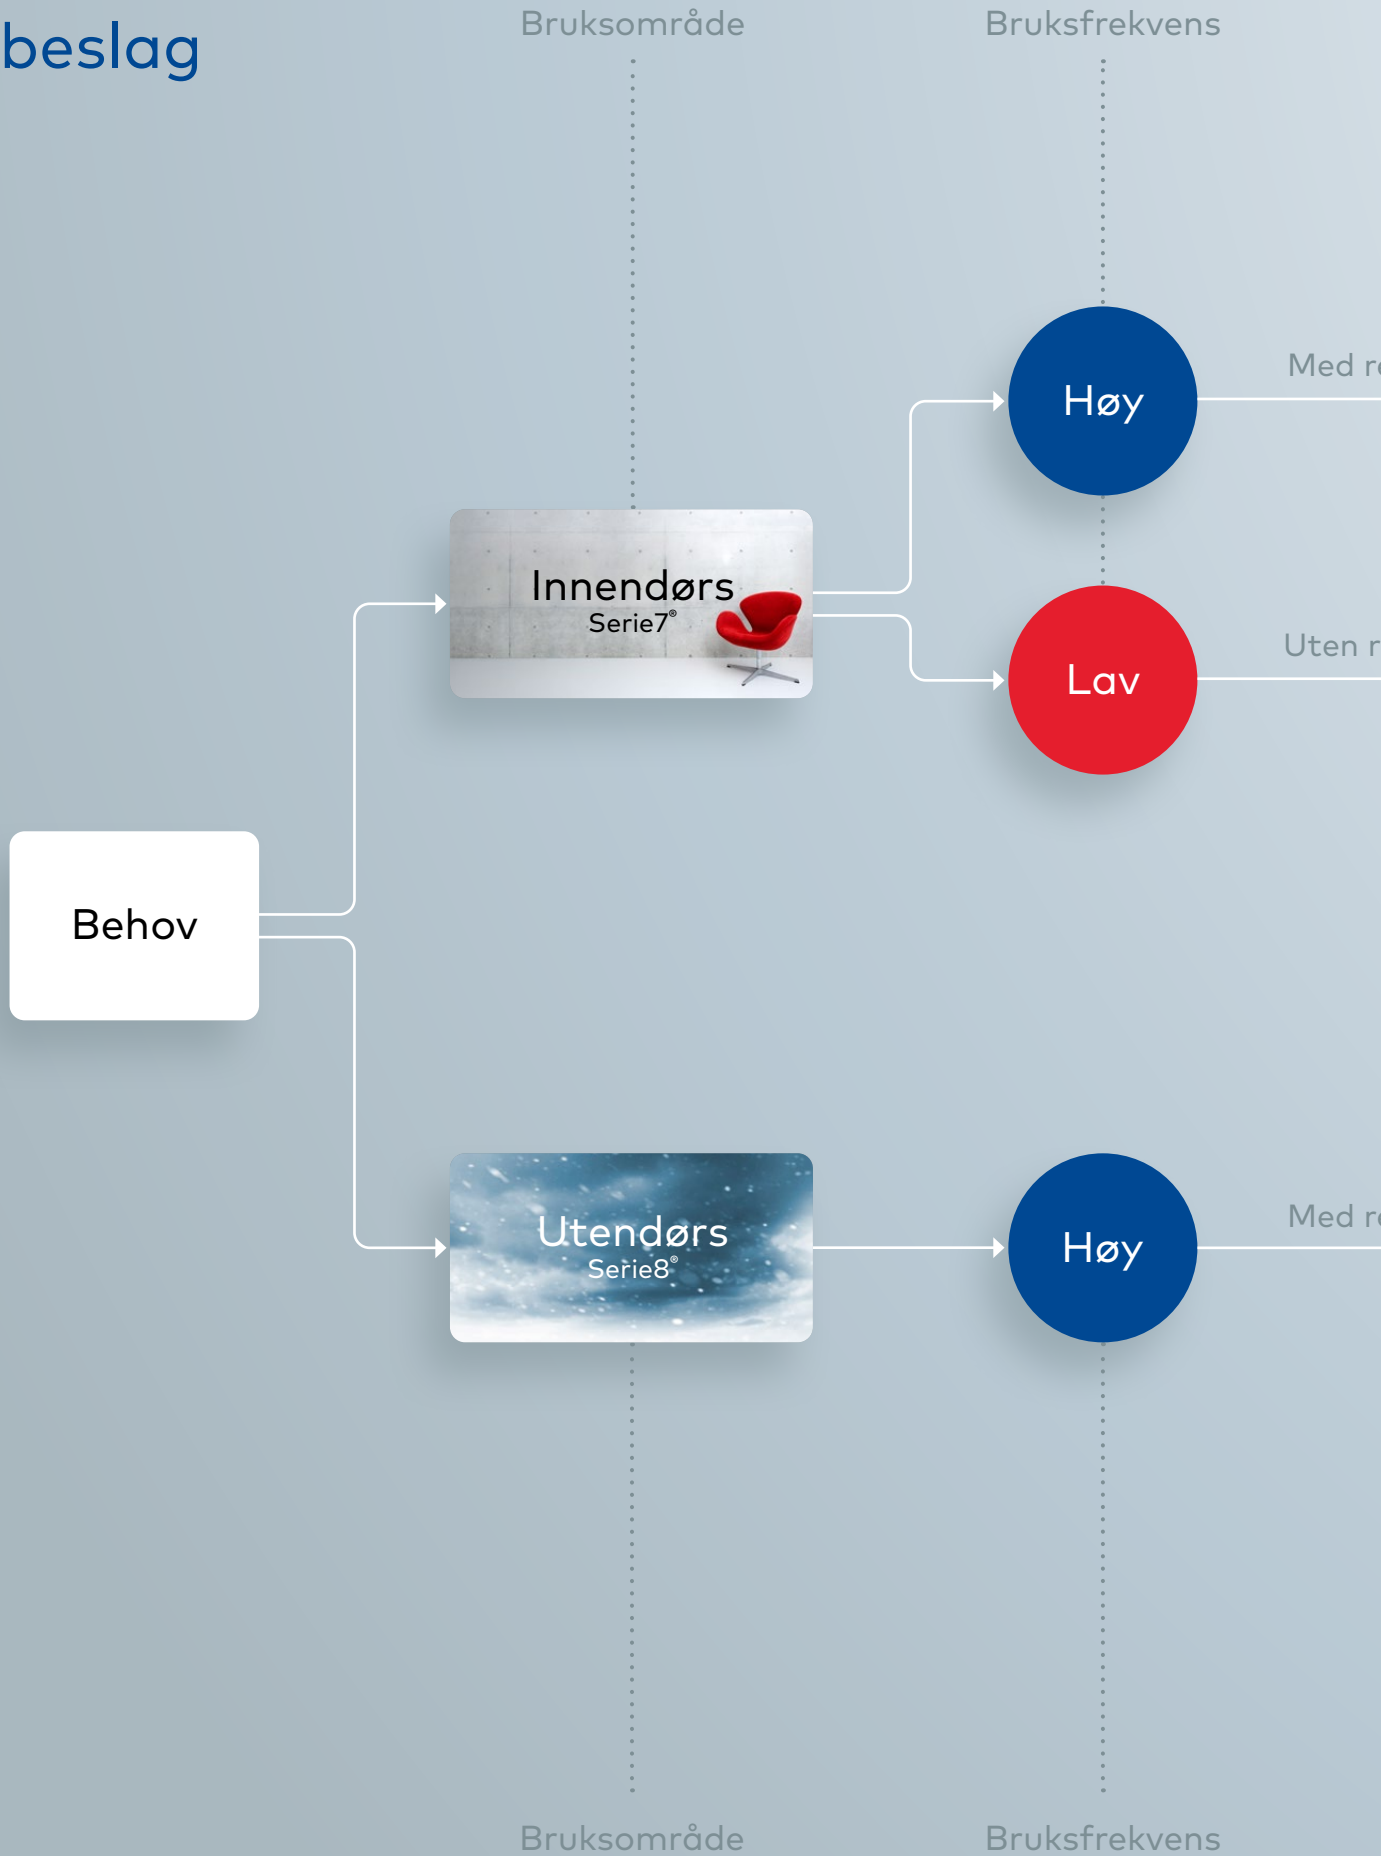 beslag
Bruksområde
Bruksfrekvens
Høy
Med
Innendørs
Serie7®
Lav
Uten
Behov
Utendørs
Serie8®
Høy
Med
Bruksområde
Bruksfrekvens